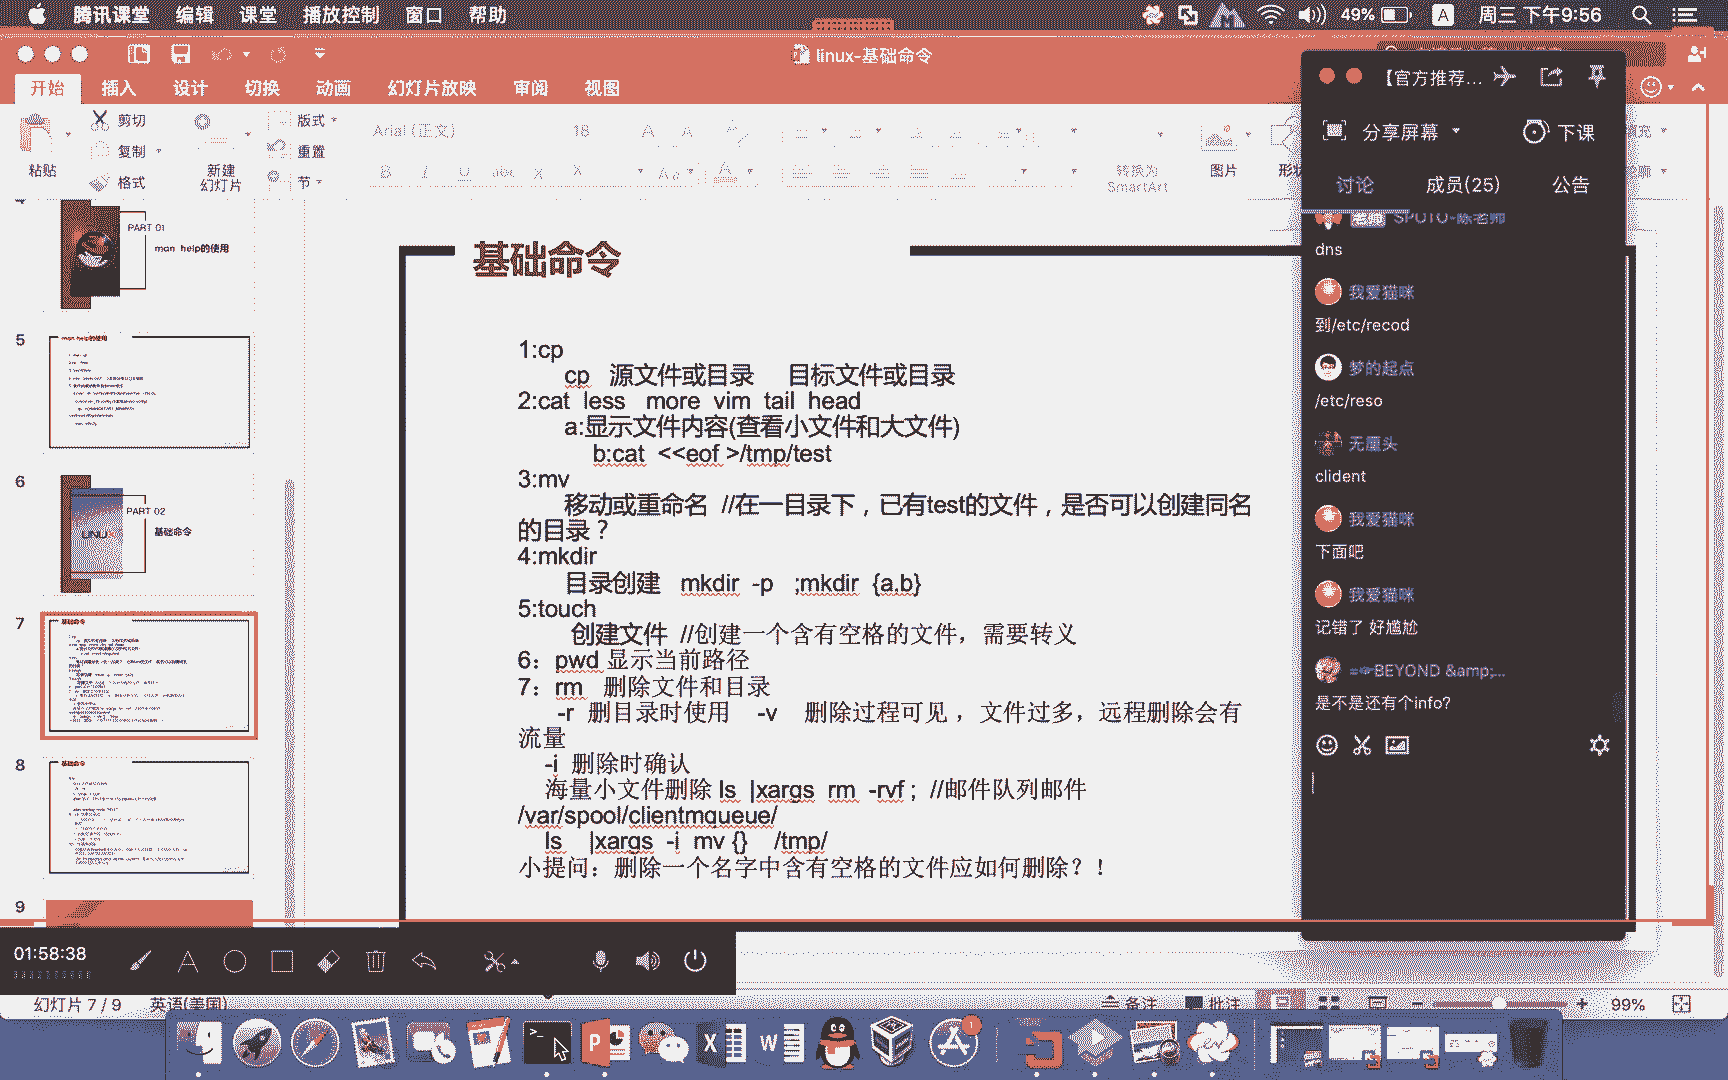 腾讯课堂 编辑 课堂 播放控制 窗口 帮助
49% A 周三 下午9:56
linux-基础命令
开始 插入 设计 切换 动画 幻灯片放映 审阅 视图
粘贴
剪切
复制
格式
新建
幻灯片
版式
重置
节
Arial (正文) 18
B I U abc X X Aa A
转换为
SmartArt
图片
PART 01
man help的使用
5
man help的使用
6
PART 02
基础命令
7
基础命令
8
基础命令
9
基础命令
1:cp
cp 源文件或目录 目标文件或目录
2:cat less more vim tail head
a:显示文件内容(查看小文件和大文件)
b:cat <<eof >/tmp/test
3:mv
移动或重命名 //在一目录下，已有test的文件，是否可以创建同名
的目录？
4:mkdir
目录创建 mkdir -p ;mkdir {a,b}
5:touch
创建文件 //创建一个含有空格的文件，需要转义
6：pwd 显示当前路径
7：rm 删除文件和目录
-r 删目录时使用 -v 删除过程可见，文件过多，远程删除会有
流量
-i 删除时确认
海量小文件删除 ls |xargs rm -rvf ; //邮件队列邮件
/var/spool/clientmqueue/
ls |xargs -i mv {} /tmp/
小提问：删除一个名字中含有空格的文件应如何删除？！
【官方推荐...
分享屏幕 下课
讨论 成员(25) 公告
老师 SPOTO-陈老师
dns
我爱猫咪
到/etc/recod
梦的起点
/etc/reso
无厘头
clident
我爱猫咪
下面吧
我爱猫咪
记错了 好尴尬
BEYOND &amp;...
是不是还有个info?
01:58:38
幻灯片 7 / 9 英语(美国)
备注 批注 99%